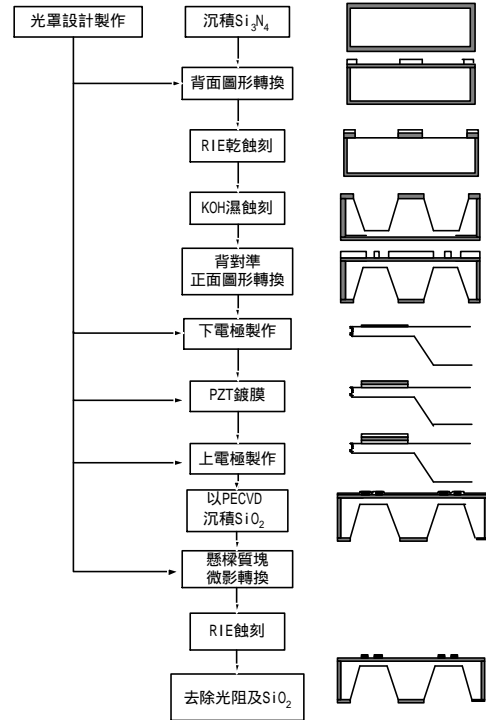 光罩設計製作
沉積Si₃N₄
背面圖形轉換
RIE乾蝕刻
KOH濕蝕刻
背對準
正面圖形轉換
下電極製作
PZT鍍膜
上電極製作
以PECVD
沉積SiO₂
懸樑質塊
微影轉換
RIE蝕刻
去除光阻及SiO₂